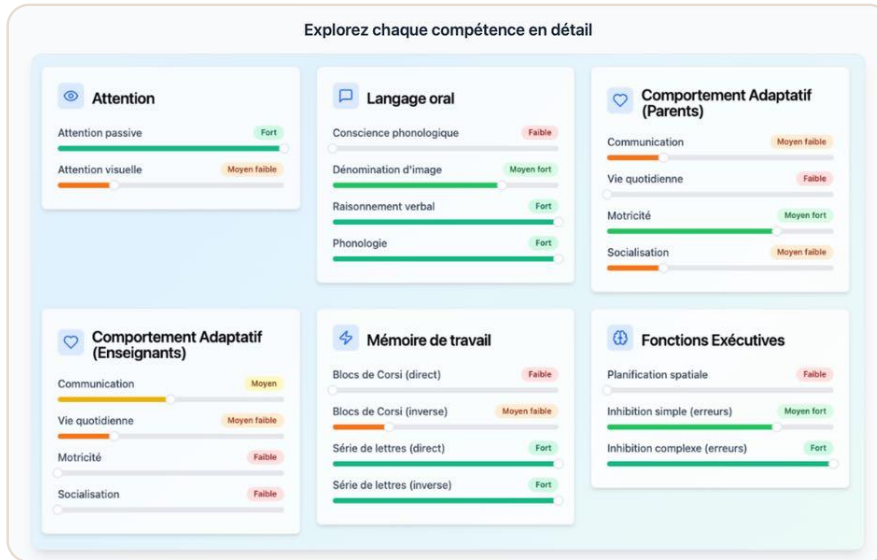 Explorez chaque compétence en détail
Attention
Attention passive
Fort
Attention visuelle
Moyen faible
Langage oral
Conscience phonologique
Faible
Dénomination d'image
Moyen fort
Raisonnement verbal
Fort
Phonologie
Fort
Comportement Adaptatif
(Parents)
Communication
Moyen faible
Vie quotidienne
Faible
Motricité
Moyen fort
Socialisation
Moyen faible
Comportement Adaptatif
(Enseignants)
Communication
Moyen
Vie quotidienne
Moyen faible
Motricité
Faible
Socialisation
Faible
Mémoire de travail
Blocs de Corsi (direct)
Faible
Blocs de Corsi (inverse)
Moyen faible
Série de lettres (direct)
Fort
Série de lettres (inverse)
Fort
Fonctions Exécutives
Planification spatiale
Faible
Inhibition simple (erreurs)
Moyen fort
Inhibition complexe (erreurs)
Fort